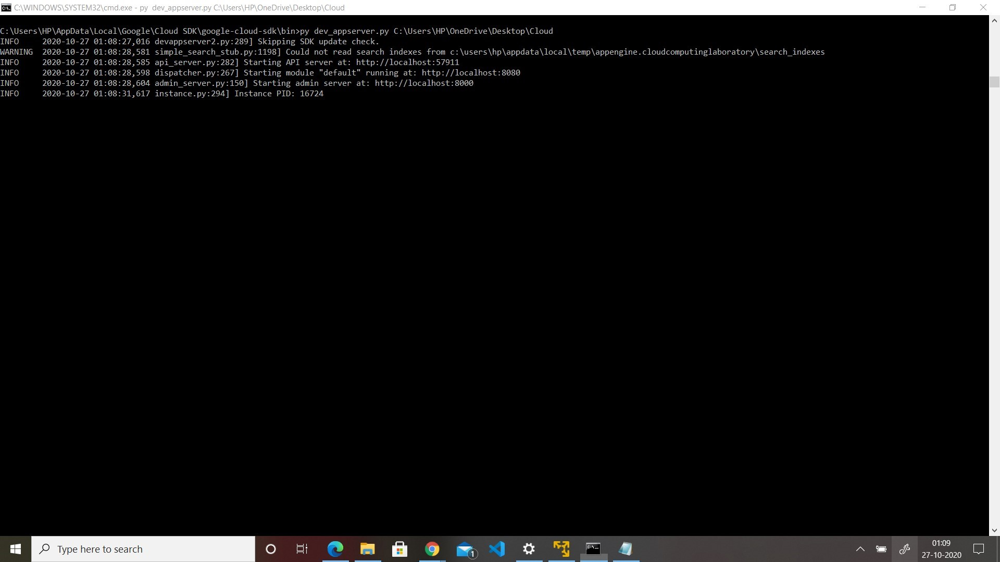 C:\WINDOWS\SYSTEM32\cmd.exe - py  dev_appserver.py C:\Users\HP\OneDrive\Desktop\Cloud
C:\Users\HP\AppData\Local\Google\Cloud SDK\google-cloud-sdk\bin>py dev_appserver.py C:\Users\HP\OneDrive\Desktop\Cloud
INFO     2020-10-27 01:08:27,016 devappserver2.py:289] Skipping SDK update check.
WARNING  2020-10-27 01:08:28,581 simple_search_stub.py:1198] Could not read search indexes from c:\users\hp\appdata\local\temp\appengine.cloudcomputinglaboratory\search_indexes
INFO     2020-10-27 01:08:28,585 api_server.py:282] Starting API server at: http://localhost:57911
INFO     2020-10-27 01:08:28,598 dispatcher.py:267] Starting module "default" running at: http://localhost:8080
INFO     2020-10-27 01:08:28,604 admin_server.py:150] Starting admin server at: http://localhost:8000
INFO     2020-10-27 01:08:31,617 instance.py:294] Instance PID: 16724
Type here to search
1
01:09
27-10-2020